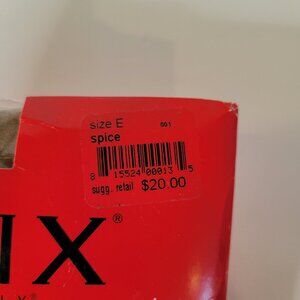 size E 001
spice
8 15524 00013 5
sugg. retail $20.00
IX®